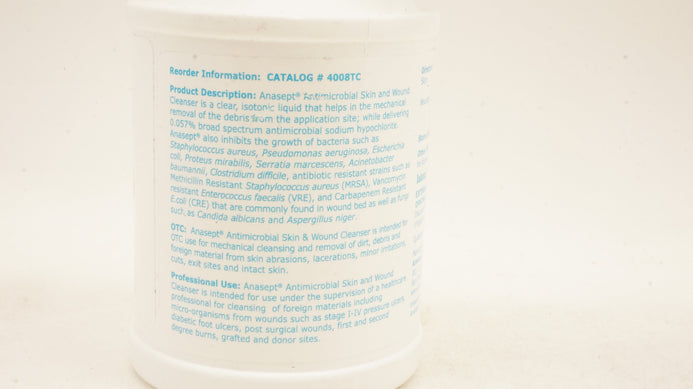 Reorder Information: CATALOG # 4008TC
Product Description: Anasept® Antimicrobial Skin and Wound
Cleanser is a clear, isotonic liquid that helps in the mechanical
removal of the debris from the application site; while delivering
0.057% broad spectrum antimicrobial sodium hypochlorite.
Anasept® also inhibits the growth of bacteria such as
Staphylococcus aureus, Pseudomonas aeruginosa, Escherichia
coli, Proteus mirabilis, Serratia marcescens, Acinetobacter
baumannii, Clostridium difficile, antibiotic resistant strains such as
Methicillin Resistant Staphylococcus aureus (MRSA), Vancomycin
resistant Enterococcus faecalis (VRE), and Carbapenem Resistant
E.coli (CRE) that are commonly found in wound bed as well as fungi
such as Candida albicans and Aspergillus niger.
OTC: Anasept® Antimicrobial Skin & Wound Cleanser is intended for
OTC use for mechanical cleansing and removal of dirt, debris and
foreign material from skin abrasions, lacerations, minor irritations,
cuts, exit sites and intact skin.
Professional Use: Anasept® Antimicrobial Skin and Wound
Cleanser is intended for use under the supervision of a healthcare
professional for cleansing of foreign materials including
micro-organisms from wounds such as stage I-IV pressure ulcers,
diabetic foot ulcers, post surgical wounds, first and second
degree burns, grafted and donor sites.